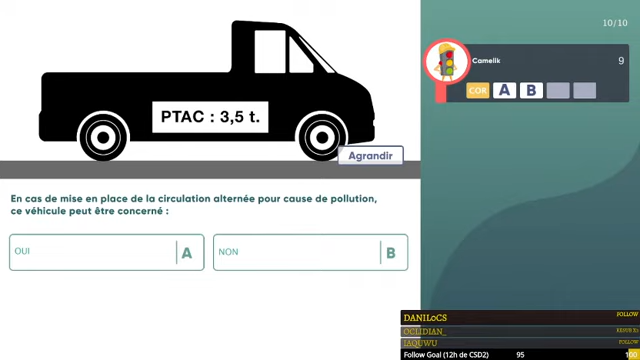 10/10
Camelik 9
COR A B
PTAC : 3,5 t.
Agrandir
En cas de mise en place de la circulation alternée pour cause de pollution,
ce véhicule peut être concerné :
OUI A NON B
DANILoCS FOLLOW
OCLIDIAN_
IAQUWU FOLLOW
Follow Goal (12h de CSD2) 95 100